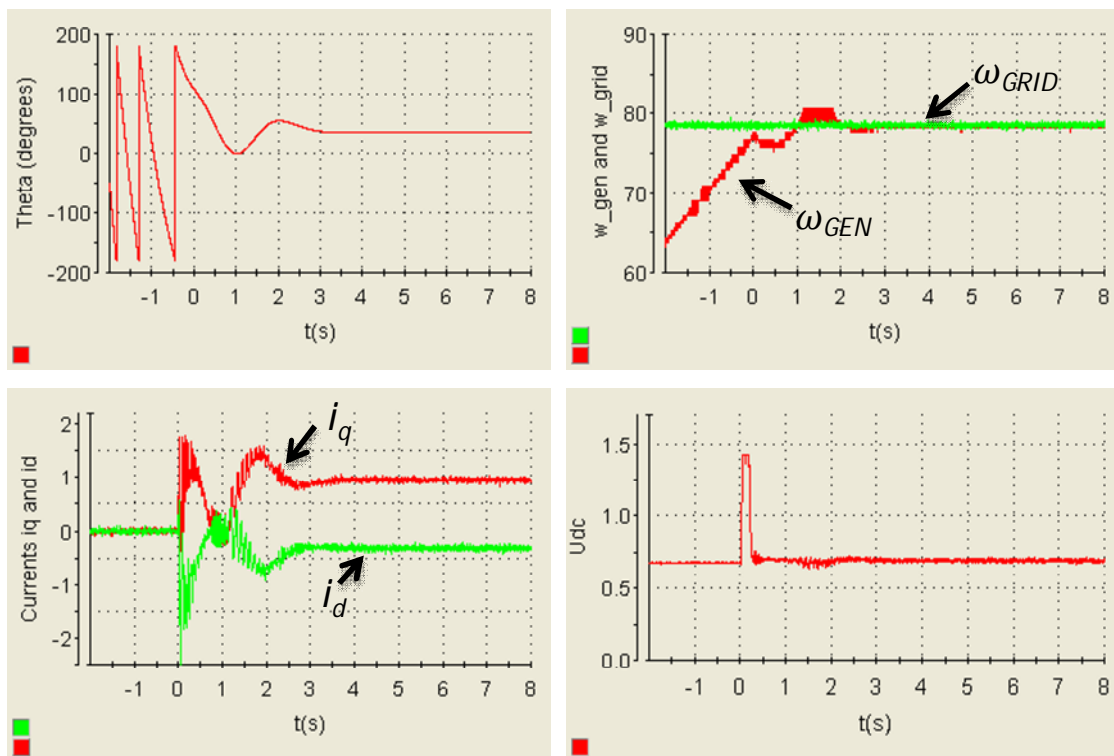 Theta (degrees)
200
100
0
-100
-200
-1 0 1 2 3 4 5 6 7 8
t(s)
w_gen and w_grid
90
80
70
60
ωGRID
ωGEN
-1 0 1 2 3 4 5 6 7 8
t(s)
Currents iq and id
2
1
0
-1
-2
iq
id
-1 0 1 2 3 4 5 6 7 8
t(s)
Udc
1.5
1.0
0.5
0.0
-1 0 1 2 3 4 5 6 7 8
t(s)